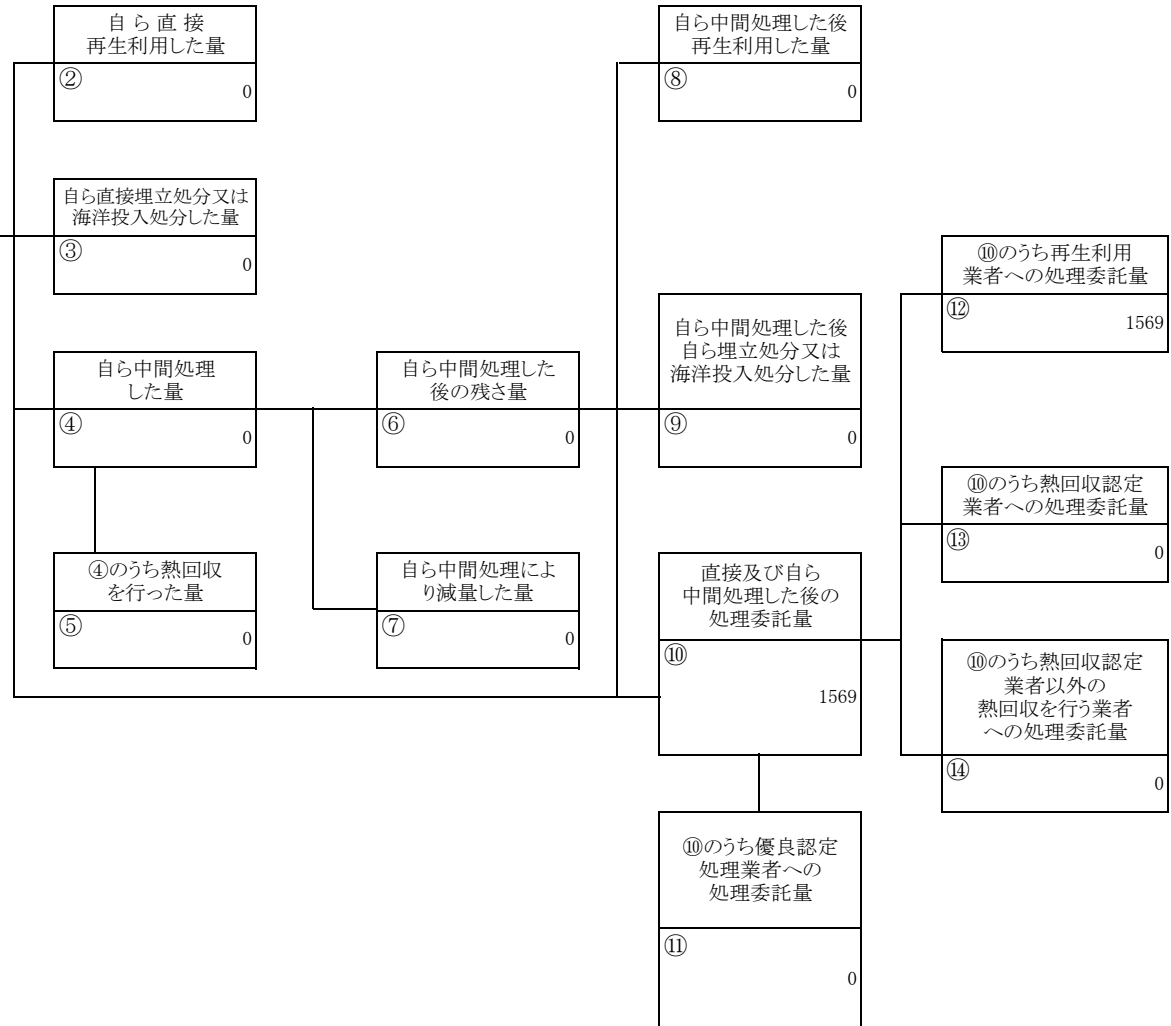 自 ら 直 接
再生利用した量
②
0
自ら直接埋立処分又は
海洋投入処分した量
③
0
自ら中間処理
した量
④
0
④のうち熱回収
を行った量
⑤
0
自ら中間処理した
後の残さ量
⑥
0
自ら中間処理によ
り減量した量
⑦
0
自ら中間処理した後
再生利用した量
⑧
0
自ら中間処理した後
自ら埋立処分又は
海洋投入処分した量
⑨
0
直接及び自ら
中間処理した後の
処理委託量
⑩
1569
⑩のうち優良認定
処理業者への
処理委託量
⑪
0
⑩のうち再生利用
業者への処理委託量
⑫
1569
⑩のうち熱回収認定
業者への処理委託量
⑬
0
⑩のうち熱回収認定
業者以外の
熱回収を行う業者
への処理委託量
⑭
0